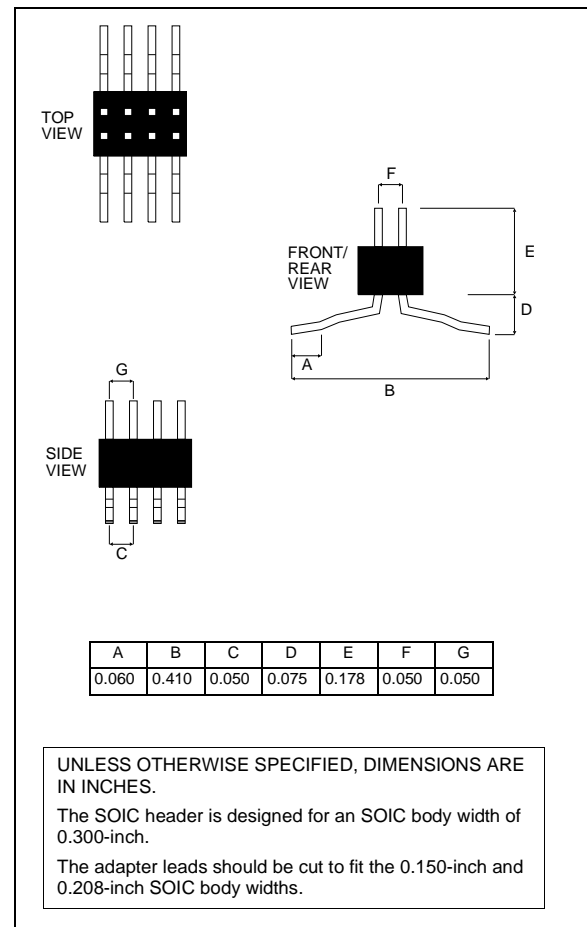 TOP
VIEW
F
FRONT/
REAR
VIEW
E
D
A
B
G
SIDE
VIEW
C
A B C D E F G
0.060 0.410 0.050 0.075 0.178 0.050 0.050
UNLESS OTHERWISE SPECIFIED, DIMENSIONS ARE
IN INCHES.
The SOIC header is designed for an SOIC body width of
0.300-inch.
The adapter leads should be cut to fit the 0.150-inch and
0.208-inch SOIC body widths.